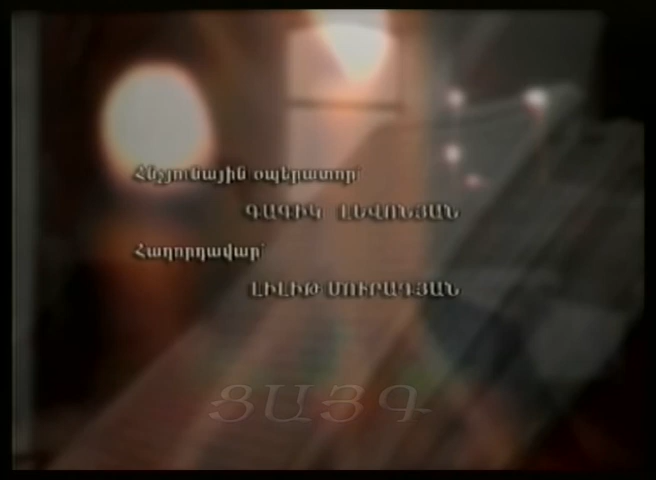 Հնչյունային օպերատոր՝
ԳԱԳԻԿ ԼԵՎՈՆՅԱՆ
Հաղորդավար՝
ԼԻԼԻԹ ՄՈՒՐԱԴՅԱՆ
ՑԱՅԳ